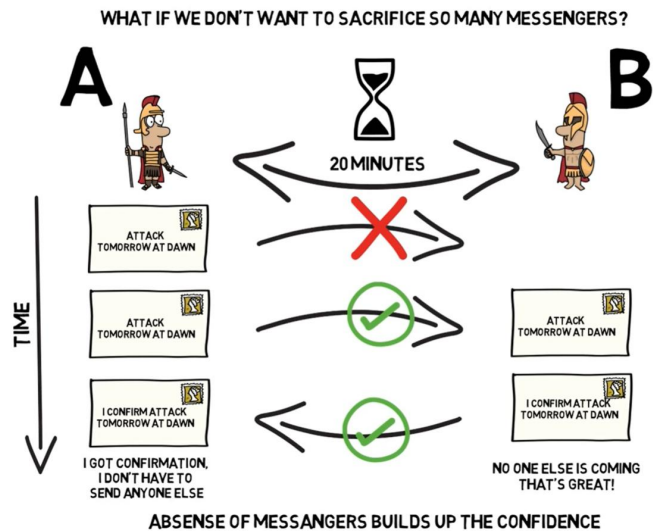 WHAT IF WE DON'T WANT TO SACRIFICE SO MANY MESSENGERS?
A
B
20 MINUTES
TIME
ATTACK
TOMORROW AT DAWN
ATTACK
TOMORROW AT DAWN
ATTACK
TOMORROW AT DAWN
I CONFIRM ATTACK
TOMORROW AT DAWN
I CONFIRM ATTACK
TOMORROW AT DAWN
I GOT CONFIRMATION,
I DON'T HAVE TO
SEND ANYONE ELSE
NO ONE ELSE IS COMING
THAT'S GREAT!
ABSENSE OF MESSANGERS BUILDS UP THE CONFIDENCE